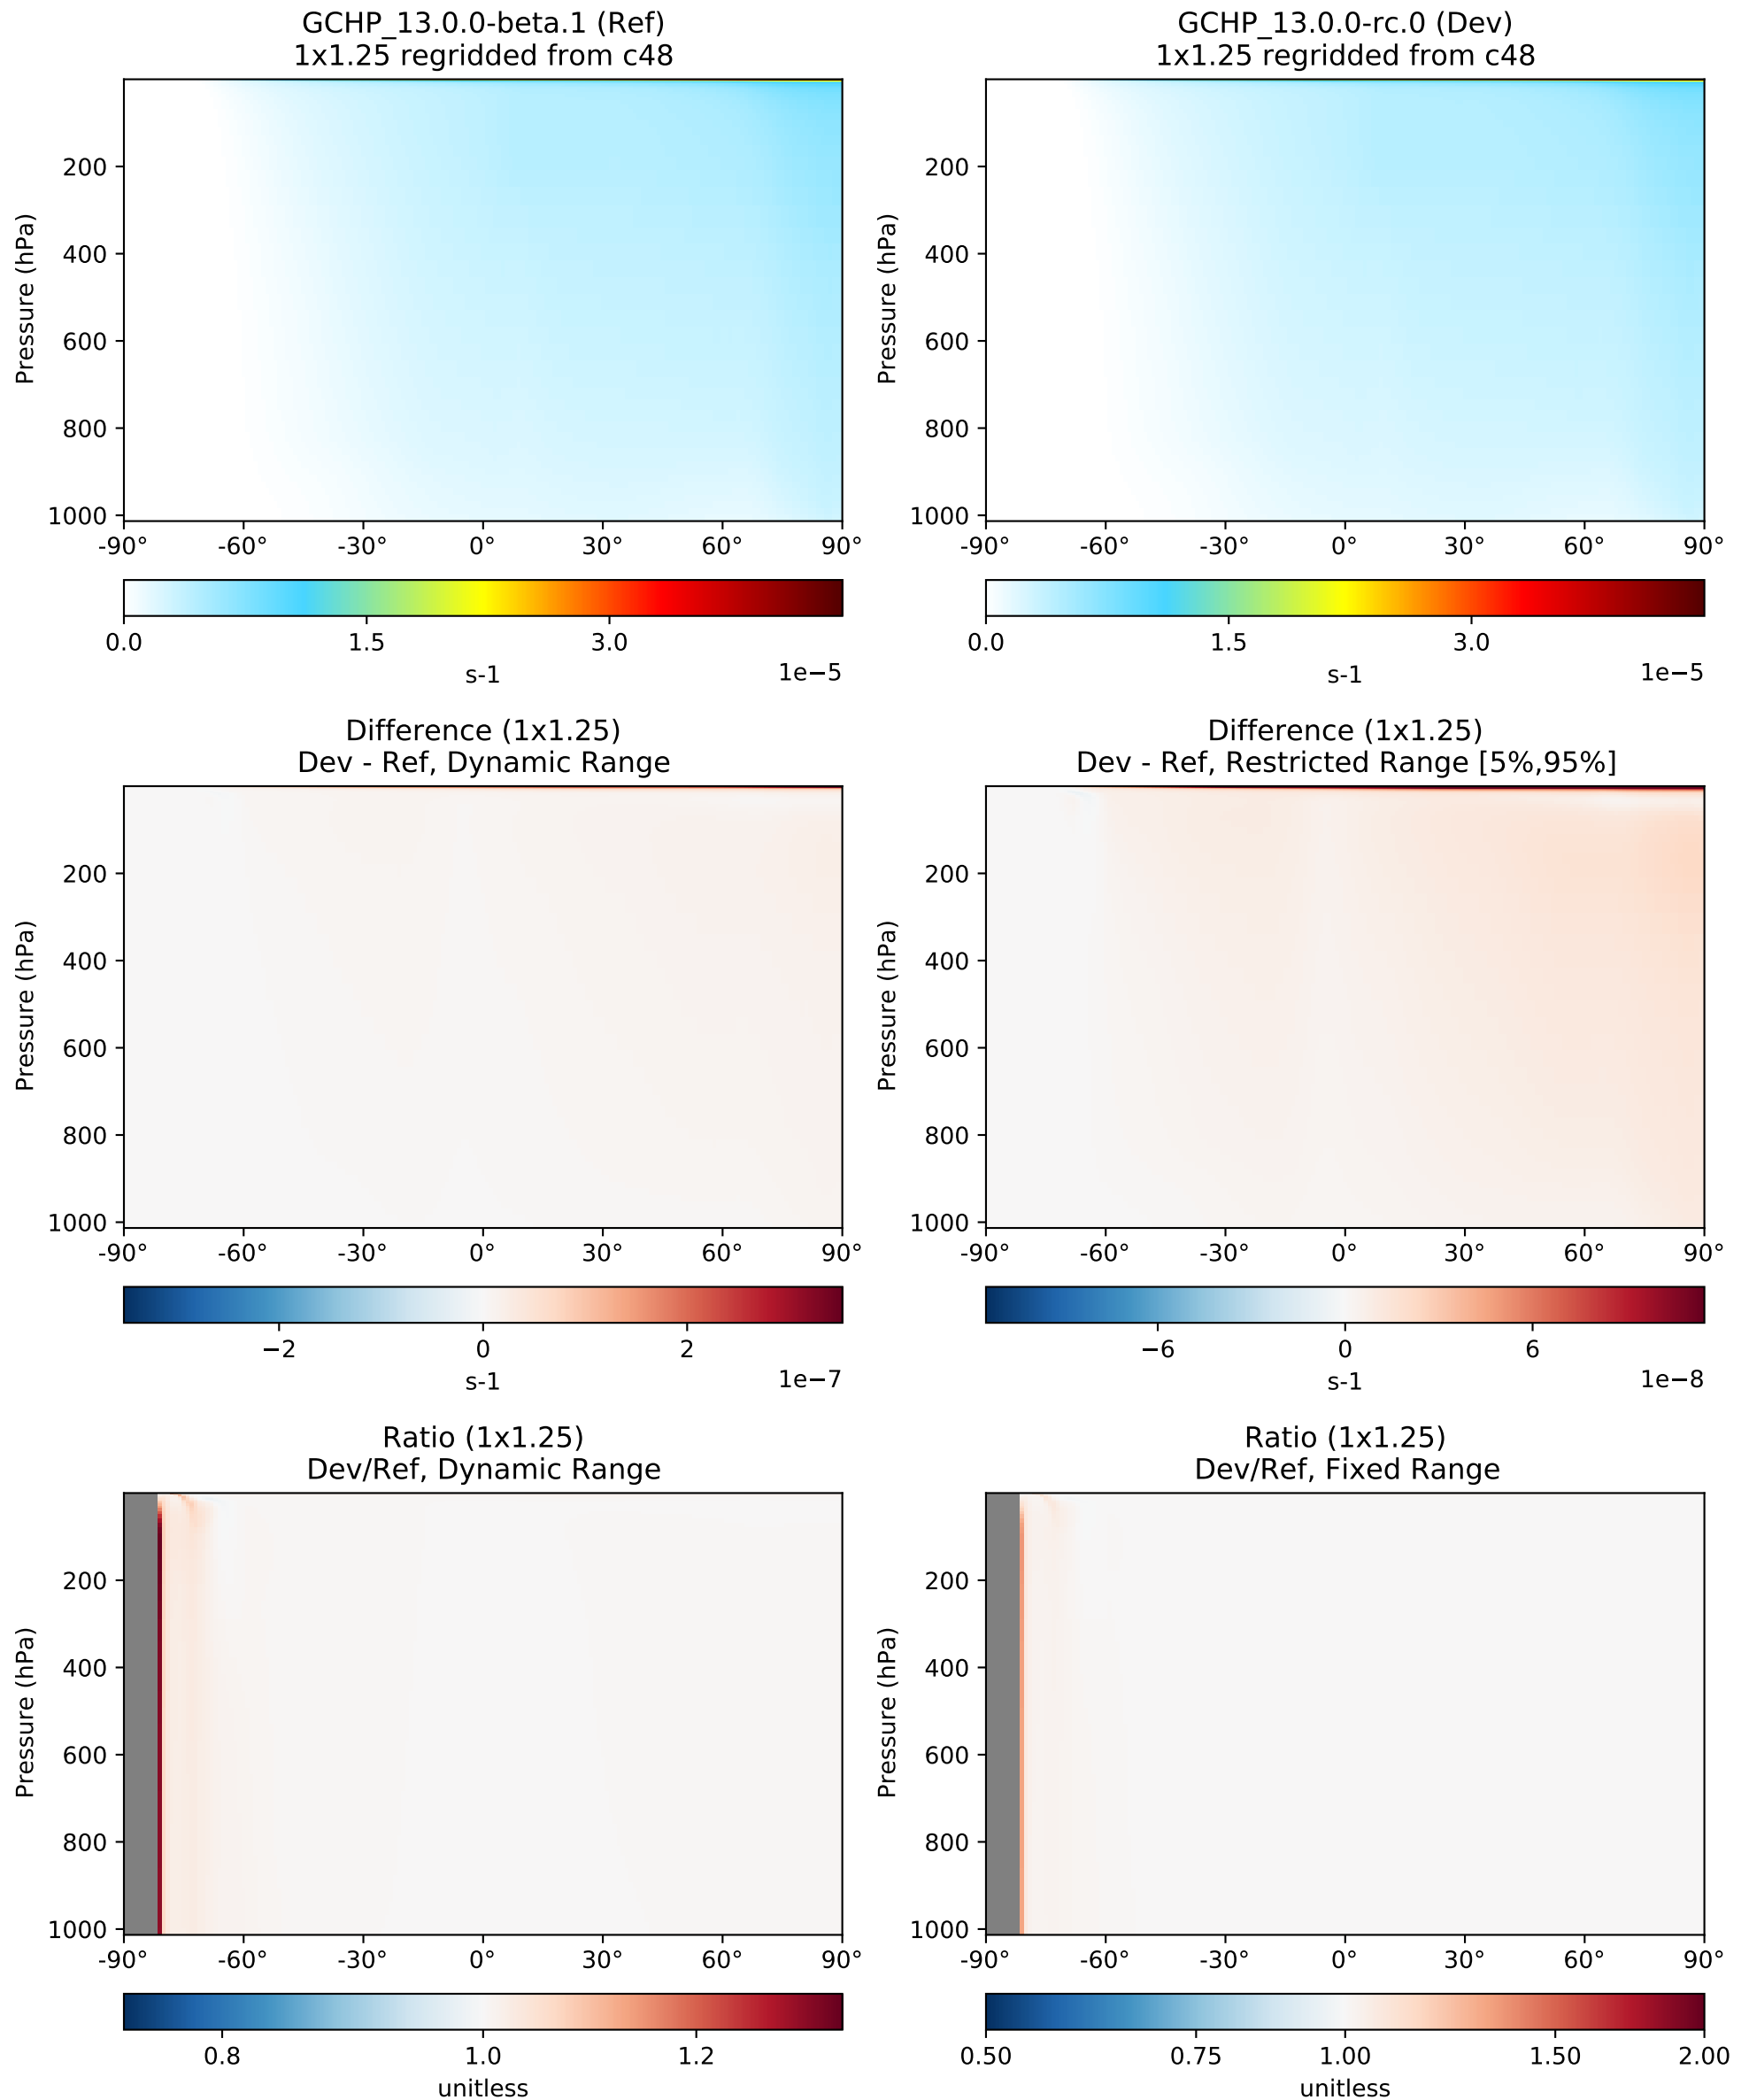 GCHP_13.0.0-beta.1 (Ref)
1x1.25 regridded from c48
Pressure (hPa)
200
400
600
800
1000
-90° -60° -30° 0° 30° 60° 90°
0.0 1.5 3.0
s-1
1e−5
GCHP_13.0.0-rc.0 (Dev)
1x1.25 regridded from c48
Pressure (hPa)
200
400
600
800
1000
-90° -60° -30° 0° 30° 60° 90°
0.0 1.5 3.0
s-1
1e−5
Difference (1x1.25)
Dev - Ref, Dynamic Range
Pressure (hPa)
200
400
600
800
1000
-90° -60° -30° 0° 30° 60° 90°
−2 0 2
s-1
1e−7
Difference (1x1.25)
Dev - Ref, Restricted Range [5%,95%]
Pressure (hPa)
200
400
600
800
1000
-90° -60° -30° 0° 30° 60° 90°
−6 0 6
s-1
1e−8
Ratio (1x1.25)
Dev/Ref, Dynamic Range
Pressure (hPa)
200
400
600
800
1000
-90° -60° -30° 0° 30° 60° 90°
0.8 1.0 1.2
unitless
Ratio (1x1.25)
Dev/Ref, Fixed Range
Pressure (hPa)
200
400
600
800
1000
-90° -60° -30° 0° 30° 60° 90°
0.50 0.75 1.00 1.50 2.00
unitless